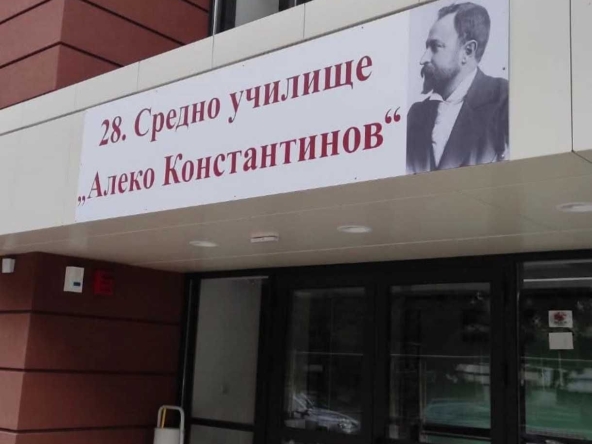 28. Средно училище
„Алеко Константинов“